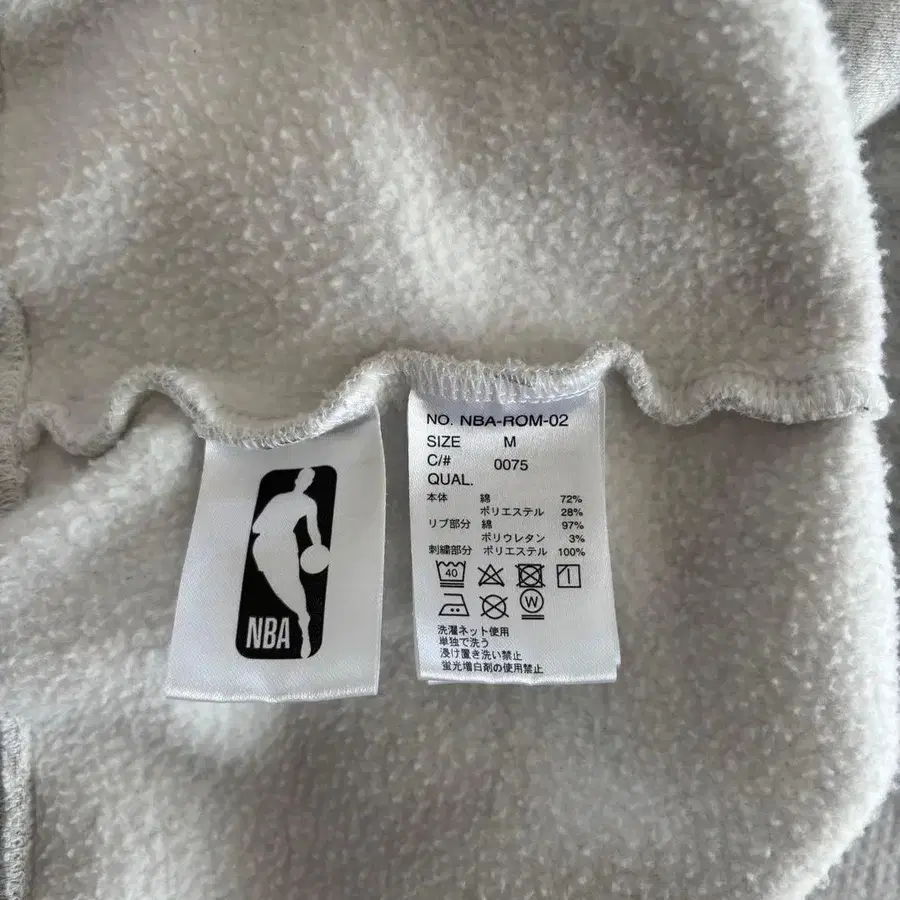 NBA
NO. NBA-ROM-02
SIZE M
C/# 0075
QUAL.
本体 綿 72%
ポリエステル 28%
リブ部分 綿 97%
ポリウレタン 3%
刺繍部分 ポリエステル 100%
40
W
洗濯ネット使用
単独で洗う
浸け置き洗い禁止
蛍光増白剤の使用禁止